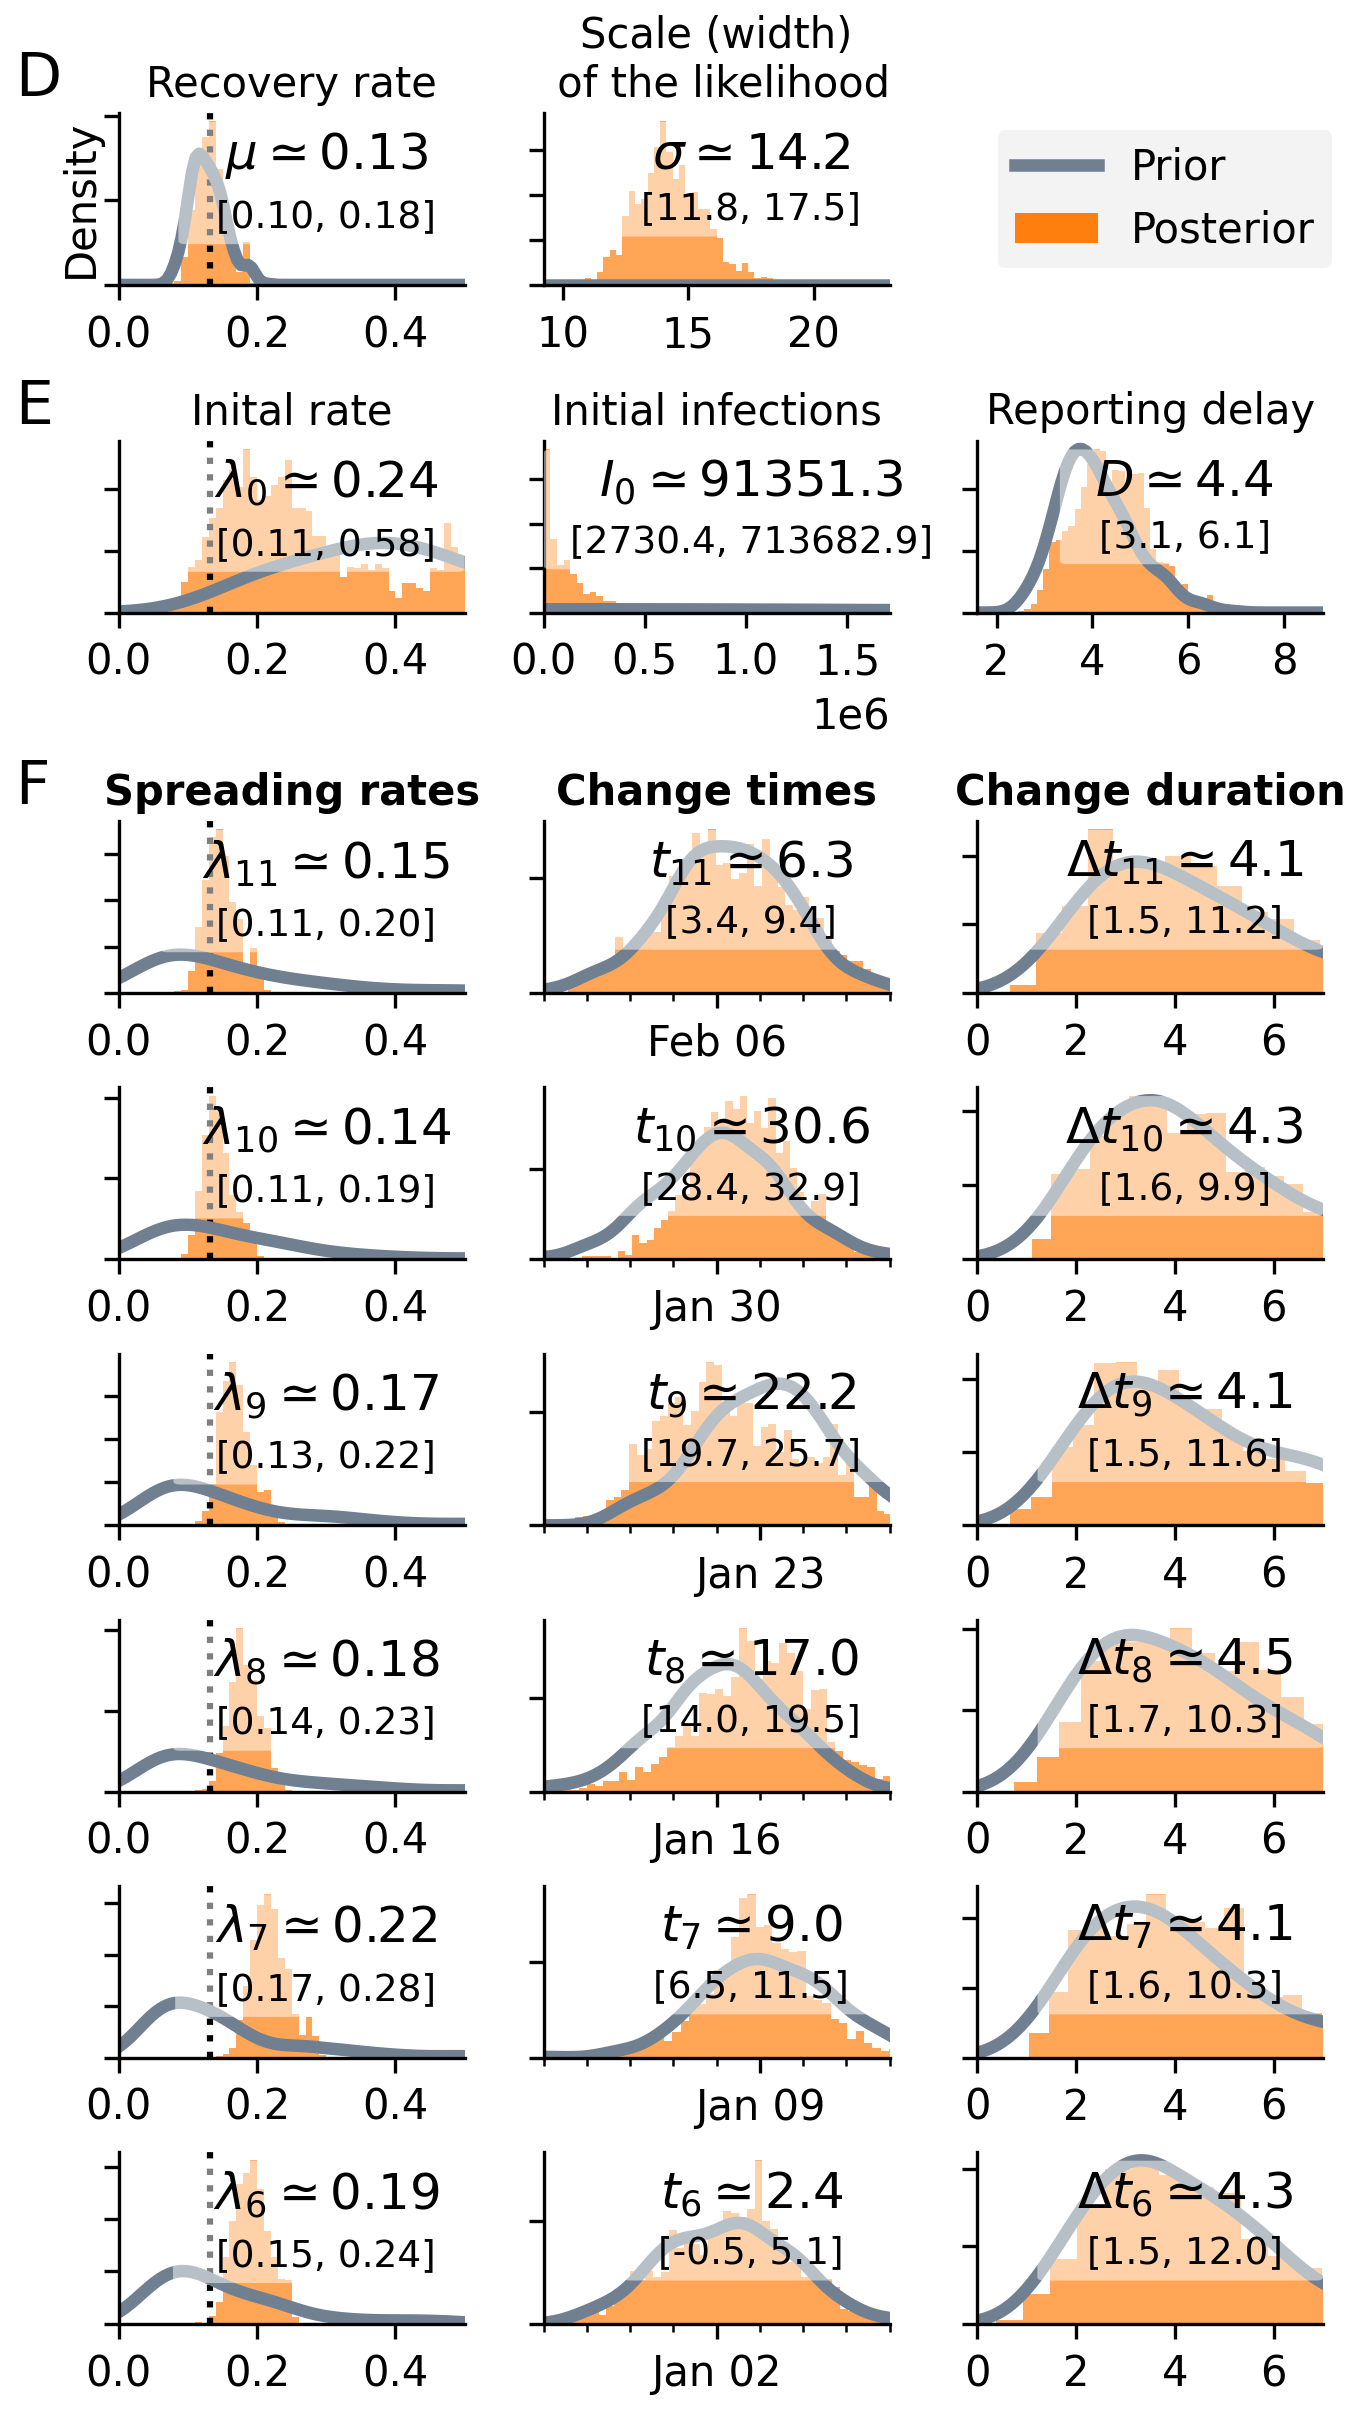 D
Recovery rate
Scale (width)
of the likelihood
Density
μ ≃ 0.13
[0.10, 0.18]
σ ≃ 14.2
[11.8, 17.5]
Prior
Posterior
0.0 0.2 0.4
10 15 20
E
Inital rate
Initial infections
Reporting delay
λ0 ≃ 0.24
[0.11, 0.58]
I0 ≃ 91351.3
[2730.4, 713682.9]
D ≃ 4.4
[3.1, 6.1]
0.0 0.2 0.4
0.0 0.5 1.0 1.5
1e6
2 4 6 8
F
Spreading rates
Change times
Change duration
λ11 ≃ 0.15
[0.11, 0.20]
t11 ≃ 6.3
[3.4, 9.4]
Δt11 ≃ 4.1
[1.5, 11.2]
0.0 0.2 0.4
Feb 06
0 2 4 6
λ10 ≃ 0.14
[0.11, 0.19]
t10 ≃ 30.6
[28.4, 32.9]
Δt10 ≃ 4.3
[1.6, 9.9]
0.0 0.2 0.4
Jan 30
0 2 4 6
λ9 ≃ 0.17
[0.13, 0.22]
t9 ≃ 22.2
[19.7, 25.7]
Δt9 ≃ 4.1
[1.5, 11.6]
0.0 0.2 0.4
Jan 23
0 2 4 6
λ8 ≃ 0.18
[0.14, 0.23]
t8 ≃ 17.0
[14.0, 19.5]
Δt8 ≃ 4.5
[1.7, 10.3]
0.0 0.2 0.4
Jan 16
0 2 4 6
λ7 ≃ 0.22
[0.17, 0.28]
t7 ≃ 9.0
[6.5, 11.5]
Δt7 ≃ 4.1
[1.6, 10.3]
0.0 0.2 0.4
Jan 09
0 2 4 6
λ6 ≃ 0.19
[0.15, 0.24]
t6 ≃ 2.4
[-0.5, 5.1]
Δt6 ≃ 4.3
[1.5, 12.0]
0.0 0.2 0.4
Jan 02
0 2 4 6